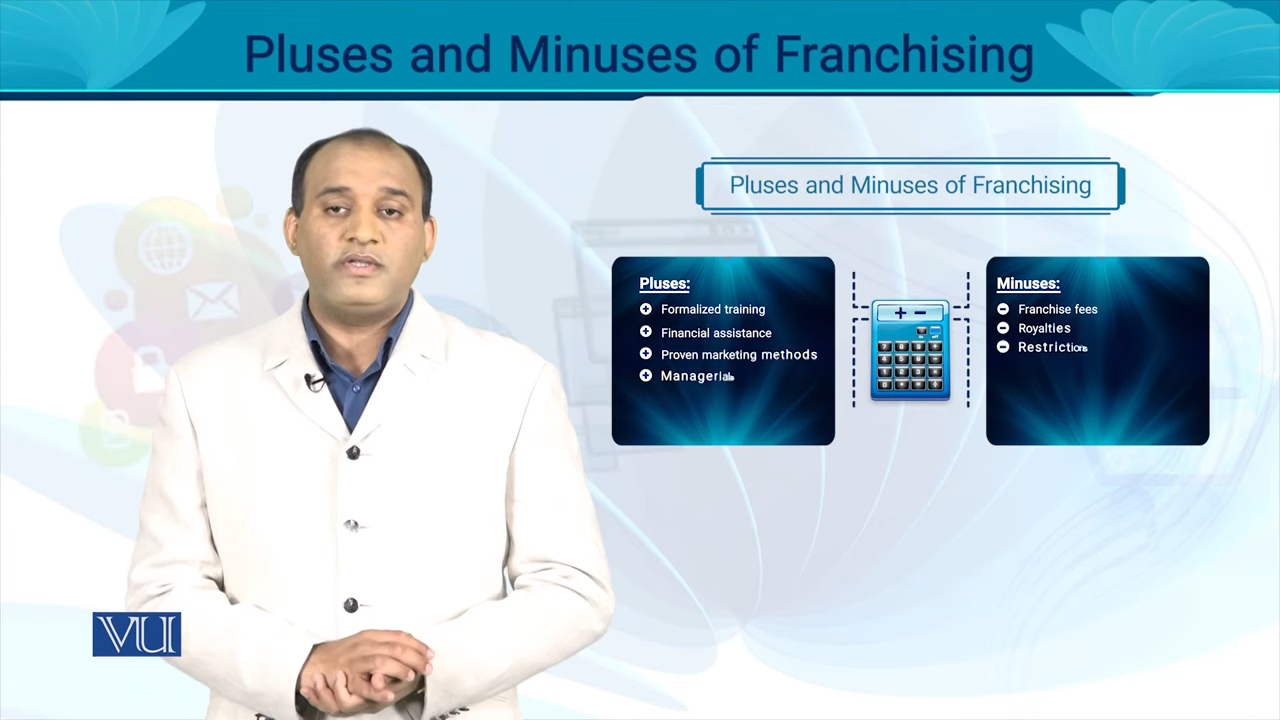 Pluses and Minuses of Franchising
Pluses and Minuses of Franchising
Pluses:
Formalized training
Financial assistance
Proven marketing methods
Minuses:
Franchise fees
Royalties
Restrictions
VU